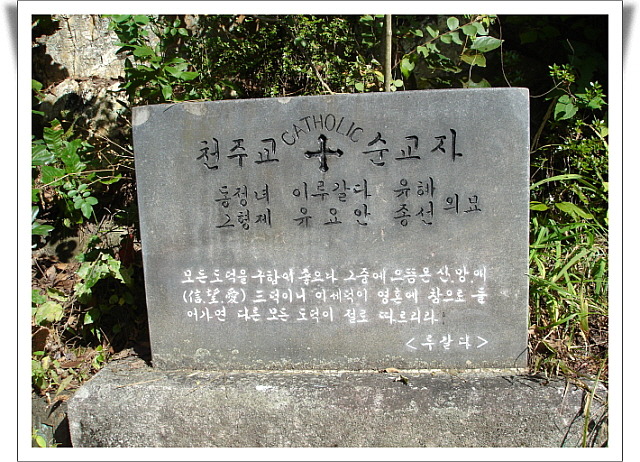 CATHOLIC
천주교 순교자
동정녀 이루갈다 유해
그형제 유요안 종선 의묘
모든 도덕을 구함에 좋으나 그중에 으뜸은 신.망.애
(信望愛) 三덕이니 이세덕이 영혼에 참으로 들
어가면 다른 모든 도덕이 절로 따르리라
<루갈다>